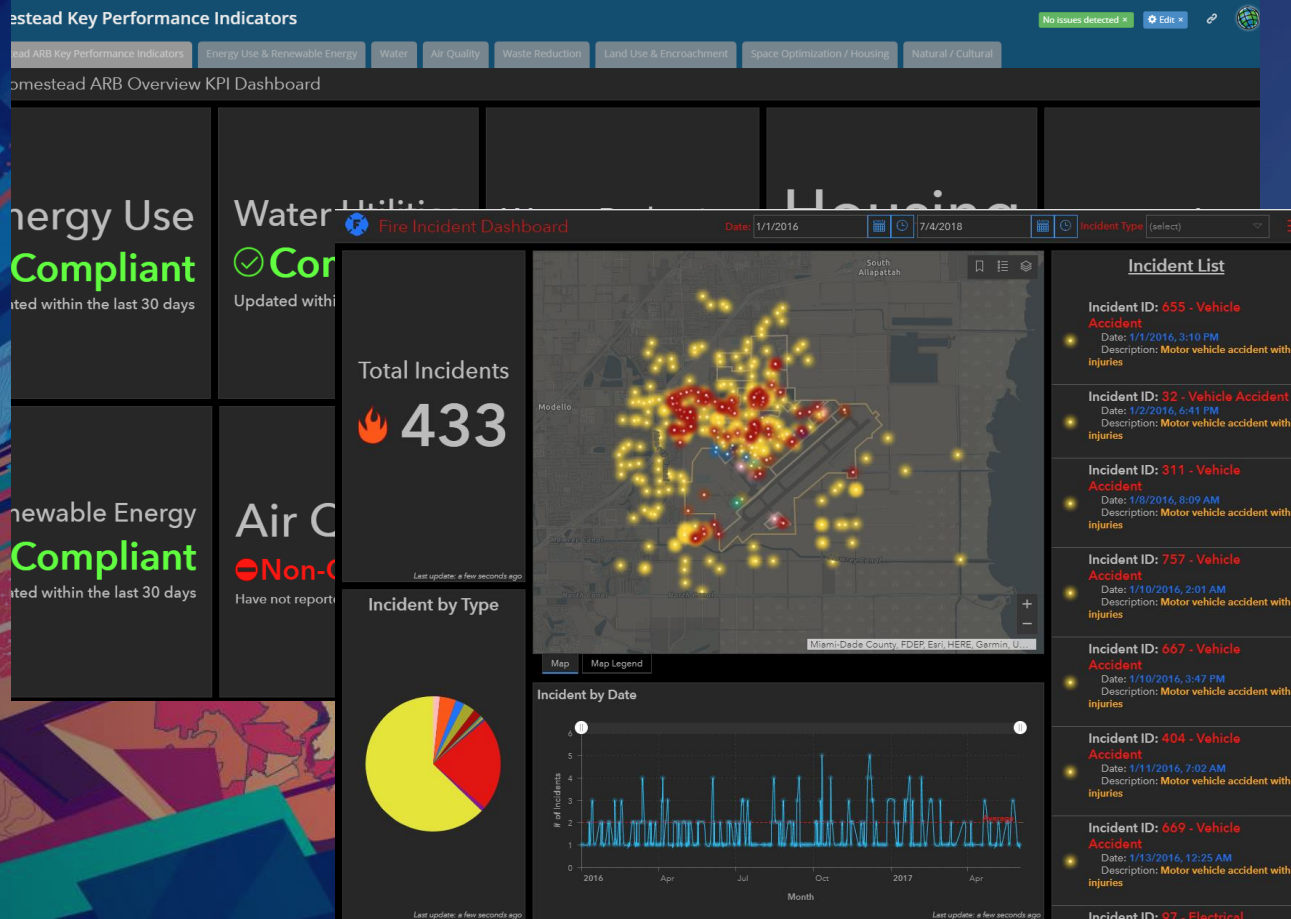 estead Key Performance Indicators
No issues detected ×
Edit ×
ead ARB Key Performance Indicators
Energy Use & Renewable Energy
Water
Air Quality
Waste Reduction
Land Use & Encroachment
Space Optimization / Housing
Natural / Cultural
omestead ARB Overview KPI Dashboard
nergy Use
Compliant
ated within the last 30 days
Water Utilities
Con
Updated withi
Housing
newable Energy
Compliant
ated within the last 30 days
Air Q
Non-C
Have not reporte
Fire Incident Dashboard
Date: 1/1/2016
7/4/2018
Incident Type (select)
Total Incidents
433
Last update: a few seconds ago
Incident by Type
Last update: a few seconds ago
South
Allapattah
Modello
Miami-Dade County, FDEP, Esri, HERE, Garmin, U...
Map
Map Legend
Incident by Date
# of Incidents
6
5
4
3
2
1
0
Average
2016
Apr
Jul
Oct
2017
Apr
Month
Last update: a few seconds ago
Incident List
Incident ID: 655 - Vehicle
Accident
Date: 1/1/2016, 3:10 PM
Description: Motor vehicle accident with
injuries
Incident ID: 32 - Vehicle Accident
Date: 1/2/2016, 6:41 PM
Description: Motor vehicle accident with
injuries
Incident ID: 311 - Vehicle
Accident
Date: 1/8/2016, 8:09 AM
Description: Motor vehicle accident with
injuries
Incident ID: 757 - Vehicle
Accident
Date: 1/10/2016, 2:01 AM
Description: Motor vehicle accident with
injuries
Incident ID: 667 - Vehicle
Accident
Date: 1/10/2016, 3:47 PM
Description: Motor vehicle accident with
injuries
Incident ID: 404 - Vehicle
Accident
Date: 1/11/2016, 7:02 AM
Description: Motor vehicle accident with
injuries
Incident ID: 669 - Vehicle
Accident
Date: 1/13/2016, 12:25 AM
Description: Motor vehicle accident with
injuries
Incident ID: 97 - Electrical